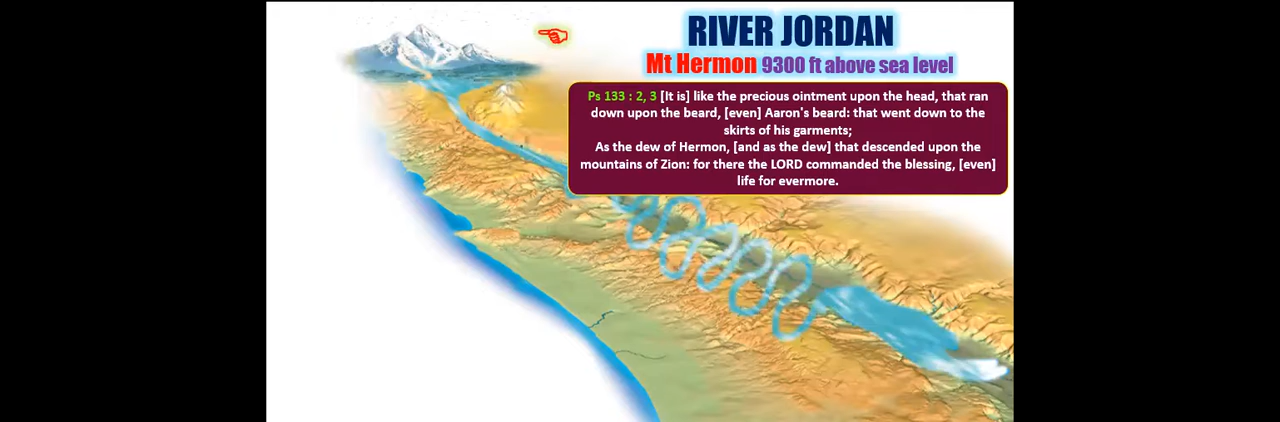 RIVER JORDAN
Mt Hermon 9300 ft above sea level
Ps 133 : 2, 3 [It is] like the precious ointment upon the head, that ran
down upon the beard, [even] Aaron's beard: that went down to the
skirts of his garments;
As the dew of Hermon, [and as the dew] that descended upon the
mountains of Zion: for there the LORD commanded the blessing, [even]
life for evermore.